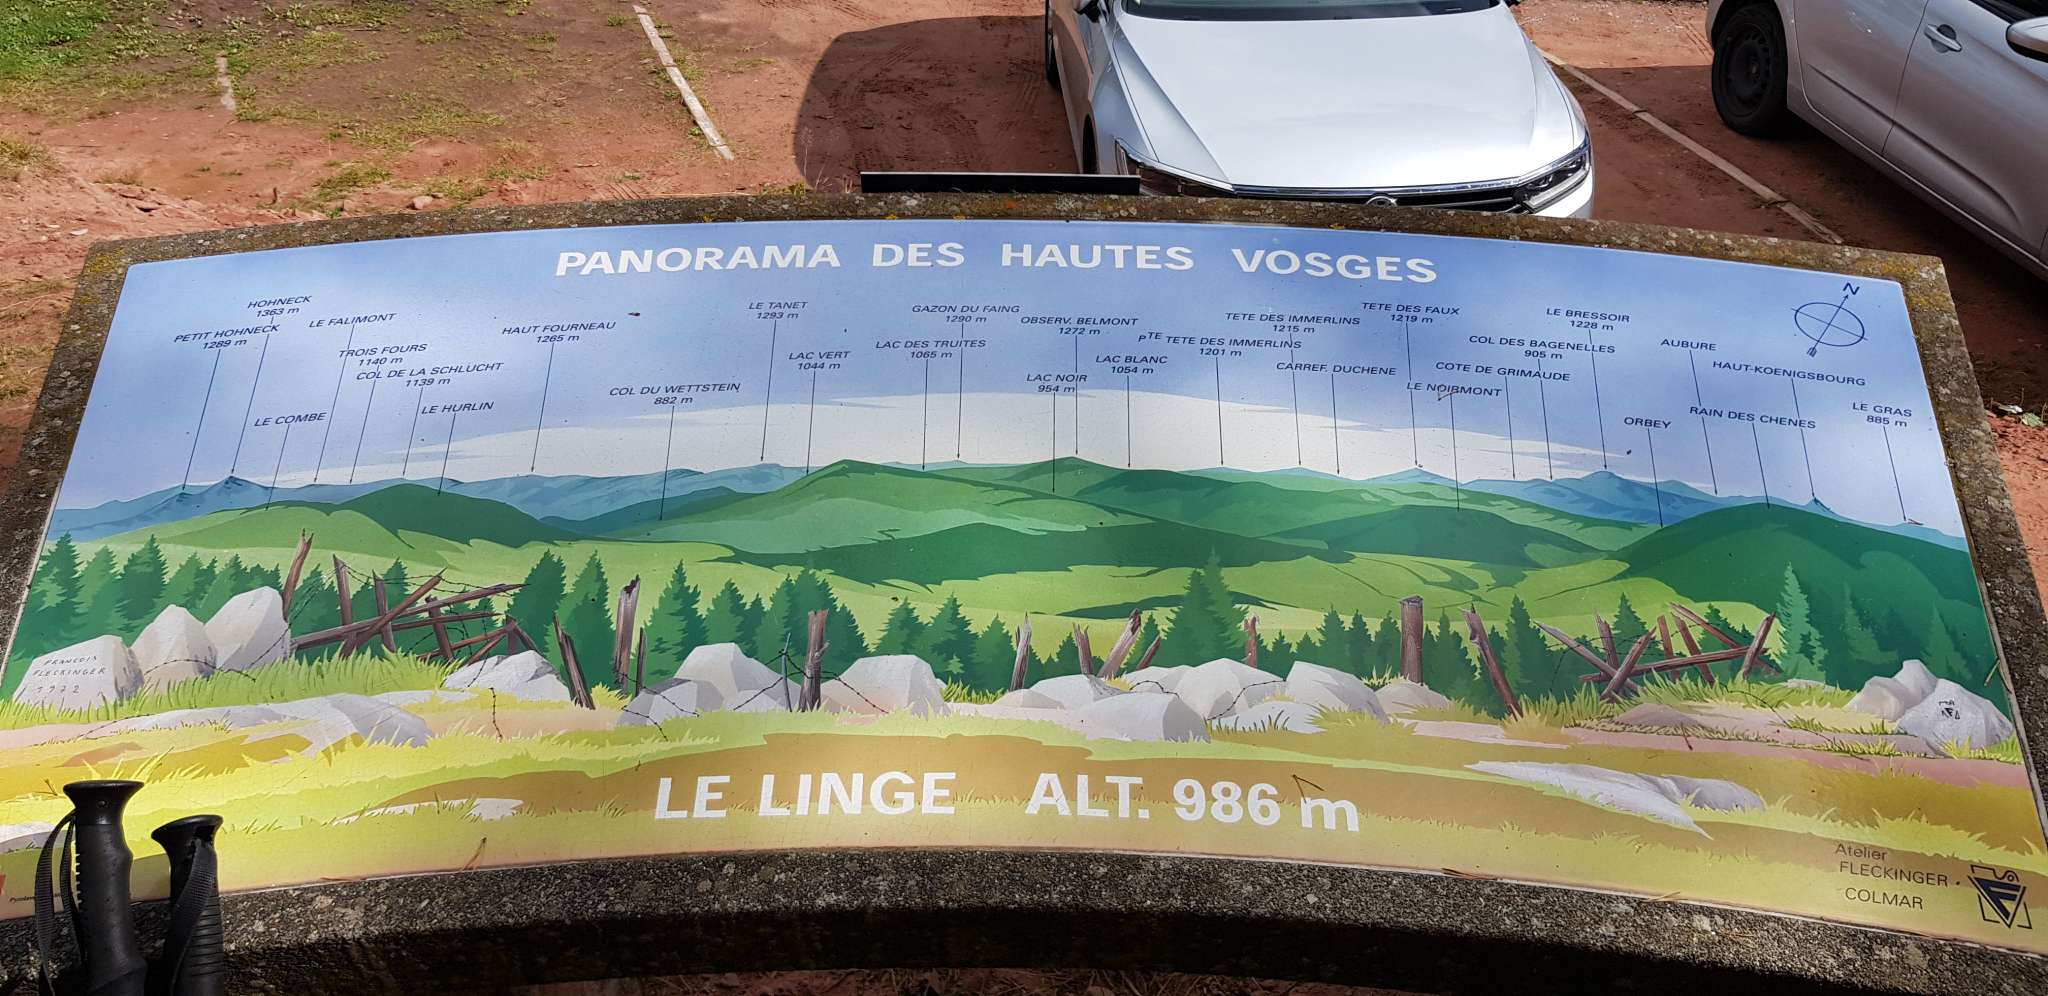 PANORAMA DES HAUTES VOSGES
N
PETIT HOHNECK
1289 m
HOHNECK
1363 m
LE FALIMONT
LE COMBE
TROIS FOURS
1140 m
COL DE LA SCHLUCHT
1139 m
LE HURLIN
HAUT FOURNEAU
1265 m
COL DU WETTSTEIN
882 m
LE TANET
1293 m
LAC VERT
1044 m
GAZON DU FAING
1290 m
LAC DES TRUITES
1065 m
OBSERV. BELMONT
1272 m
LAC NOIR
954 m
LAC BLANC
1054 m
PTE TETE DES IMMERLINS
1201 m
TETE DES IMMERLINS
1215 m
CARREF. DUCHENE
TETE DES FAUX
1219 m
LE NOIRMONT
COTE DE GRIMAUDE
COL DES BAGENELLES
905 m
LE BRESSOIR
1228 m
ORBEY
AUBURE
RAIN DES CHENES
HAUT-KOENIGSBOURG
LE GRAS
885 m
FRANCOIS
FLECKINGER
1972
LE LINGE ALT. 986 m
Atelier
FLECKINGER
COLMAR